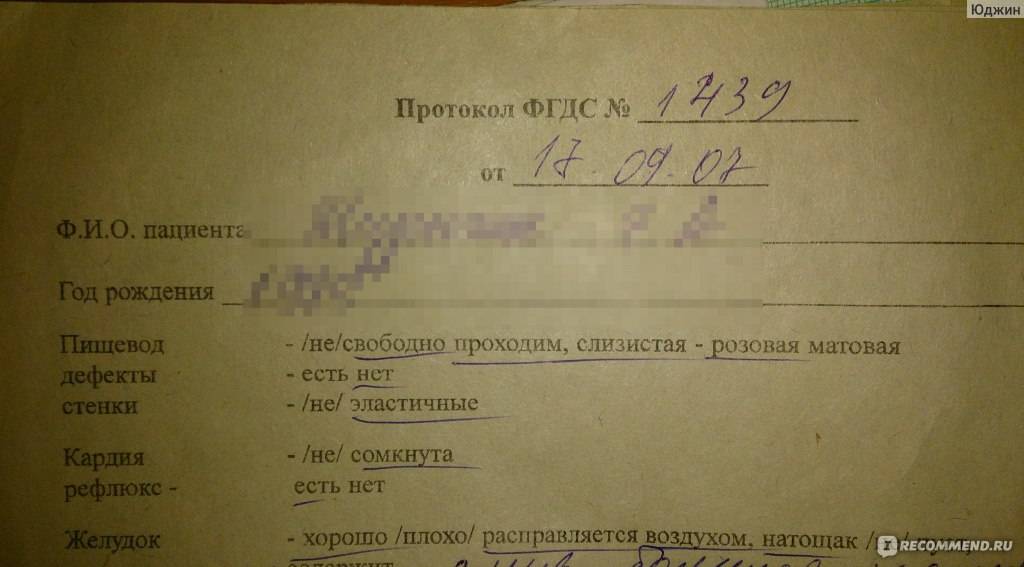 Юджин
Протокол ФГДС № 1439
от 17.09.07
Ф.И.О. пациента
Год рождения
Пищевод - /не/свободно проходим, слизистая - розовая матовая
дефекты - есть нет
стенки - /не/ эластичные
Кардия - /не/ сомкнута
рефлюкс - есть нет
Желудок - хорошо /плохо/ расправляется воздухом, натощак
содержит
IRECOMMEND.RU